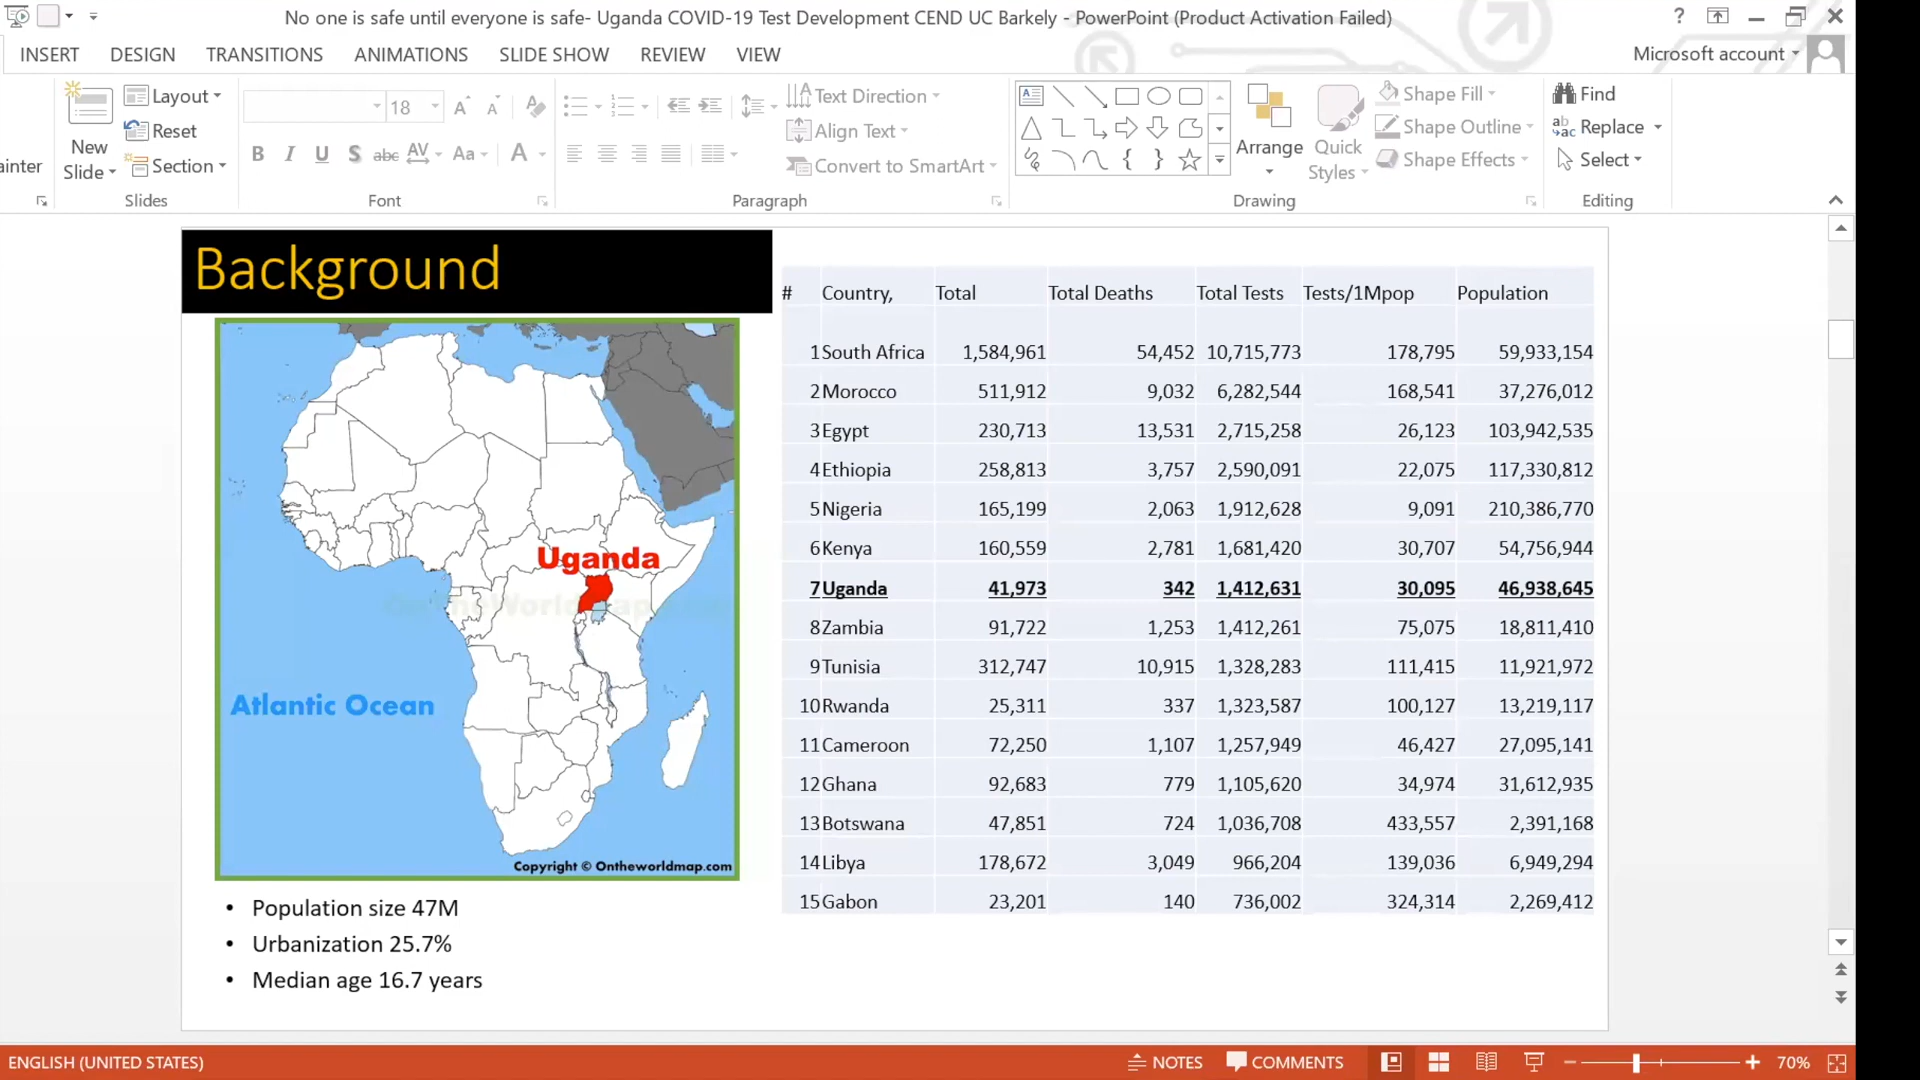 No one is safe until everyone is safe- Uganda COVID-19 Test Development CEND UC Barkely - PowerPoint (Product Activation Failed)
INSERT DESIGN TRANSITIONS ANIMATIONS SLIDE SHOW REVIEW VIEW Microsoft account
ainter
New Slide
Layout
Reset
Section
Slides
18
B I U S abc AV Aa A
Font
Text Direction
Align Text
Convert to SmartArt
Paragraph
Arrange
Quick Styles
Shape Fill
Shape Outline
Shape Effects
Drawing
Find
Replace
Select
Editing
Background
Uganda
Atlantic Ocean
Copyright © Ontheworldmap.com
• Population size 47M
• Urbanization 25.7%
• Median age 16.7 years
# Country, Total Total Deaths Total Tests Tests/1Mpop Population
1 South Africa 1,584,961 54,452 10,715,773 178,795 59,933,154
2 Morocco 511,912 9,032 6,282,544 168,541 37,276,012
3 Egypt 230,713 13,531 2,715,258 26,123 103,942,535
4 Ethiopia 258,813 3,757 2,590,091 22,075 117,330,812
5 Nigeria 165,199 2,063 1,912,628 9,091 210,386,770
6 Kenya 160,559 2,781 1,681,420 30,707 54,756,944
7 Uganda 41,973 342 1,412,631 30,095 46,938,645
8 Zambia 91,722 1,253 1,412,261 75,075 18,811,410
9 Tunisia 312,747 10,915 1,328,283 111,415 11,921,972
10 Rwanda 25,311 337 1,323,587 100,127 13,219,117
11 Cameroon 72,250 1,107 1,257,949 46,427 27,095,141
12 Ghana 92,683 779 1,105,620 34,974 31,612,935
13 Botswana 47,851 724 1,036,708 433,557 2,391,168
14 Libya 178,672 3,049 966,204 139,036 6,949,294
15 Gabon 23,201 140 736,002 324,314 2,269,412
ENGLISH (UNITED STATES) NOTES COMMENTS 70%